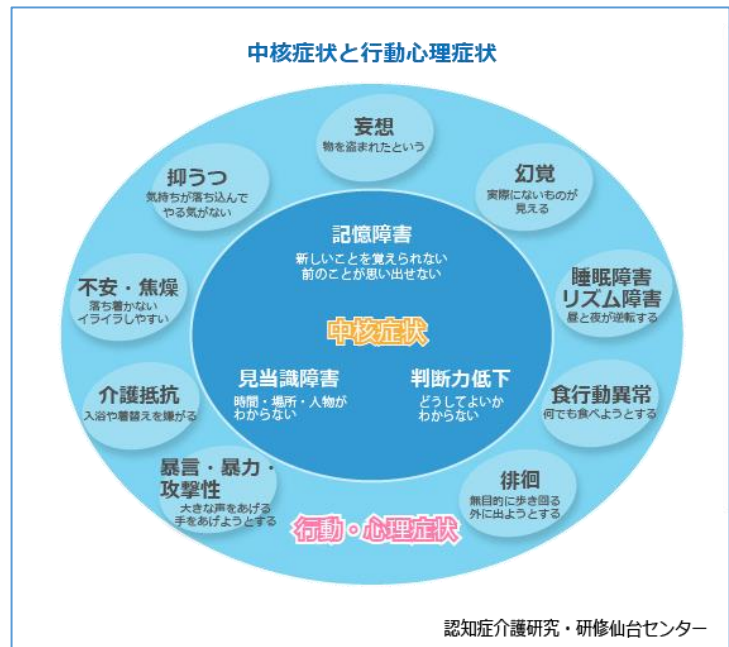 中核症状と行動心理症状
妄想
物を盗まれたという
幻覚
実際にないものが
見える
睡眠障害
リズム障害
昼と夜が逆転する
食行動異常
何でも食べようとする
徘徊
無目的に歩き回る
外に出ようとする
行動・心理症状
暴言・暴力・
攻撃性
大きな声をあげる
手をあげようとする
介護抵抗
入浴や着替えを嫌がる
不安・焦燥
落ち着かない
イライラしやすい
抑うつ
気持ちが落ち込んで
やる気がない
記憶障害
新しいことを覚えられない
前のことが思い出せない
中核症状
見当識障害
時間・場所・人物が
わからない
判断力低下
どうしてよいか
わからない
認知症介護研究・研修仙台センター